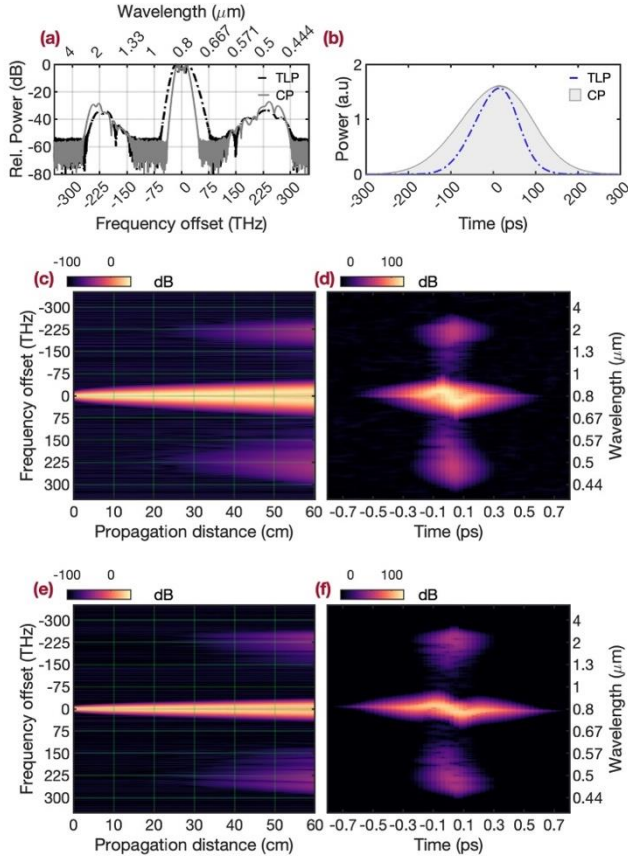 Wavelength (μm)
(a)
4 2 1.33 1 0.8 0.667 0.571 0.5 0.444
Rel. Power (dB)
0
-20
-40
-60
-80
TLP
CP
-300 -225 -150 -75 0 75 150 225 300
Frequency offset (THz)
(b)
Power (a.u)
2
1
0
TLP
CP
-300 -200 -100 0 100 200 300
Time (ps)
(c)
-100 0 dB
Frequency offset (THz)
-300
-225
-150
-75
0
75
150
225
300
0 10 20 30 40 50 60
Propagation distance (cm)
(d)
0 100 dB
4
2
1.3
1
0.8
0.67
0.57
0.5
0.44
Wavelength (μm)
-0.7 -0.5 -0.3 -0.1 0.1 0.3 0.5 0.7
Time (ps)
(e)
-100 0 dB
Frequency offset (THz)
-300
-225
-150
-75
0
75
150
225
300
0 10 20 30 40 50 60
Propagation distance (cm)
(f)
0 100 dB
4
2
1.3
1
0.8
0.67
0.57
0.5
0.44
Wavelength (μm)
-0.7 -0.5 -0.3 -0.1 0.1 0.3 0.5 0.7
Time (ps)